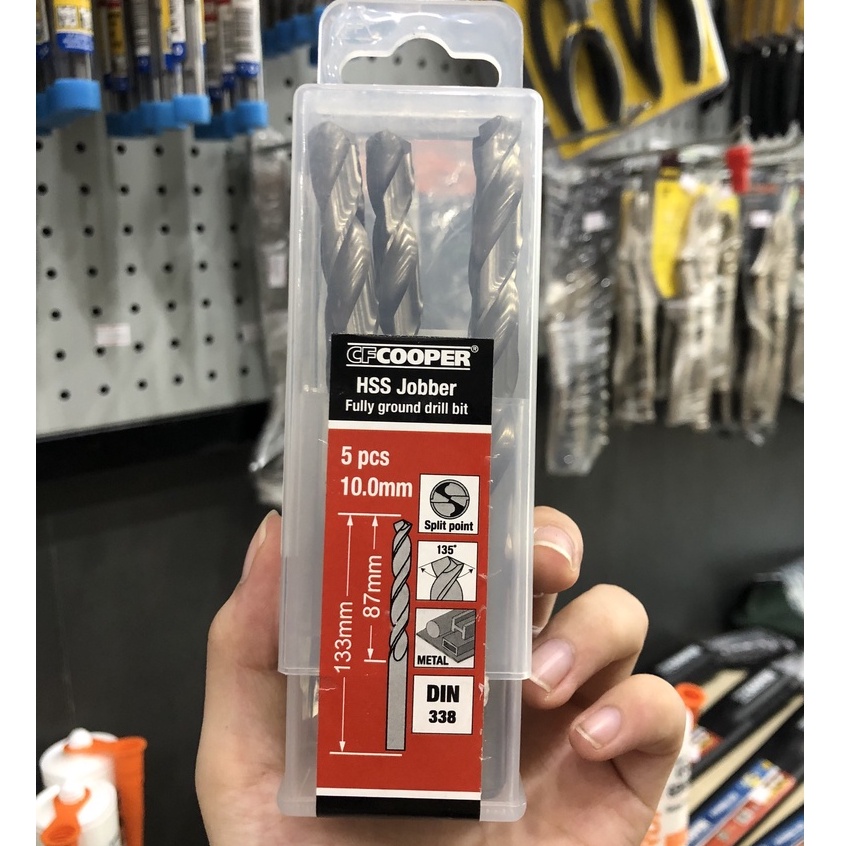 CFCOOPER®
HSS Jobber
Fully ground drill bit
5 pcs
10.0mm
Split point
135°
87mm
133mm
METAL
DIN
338